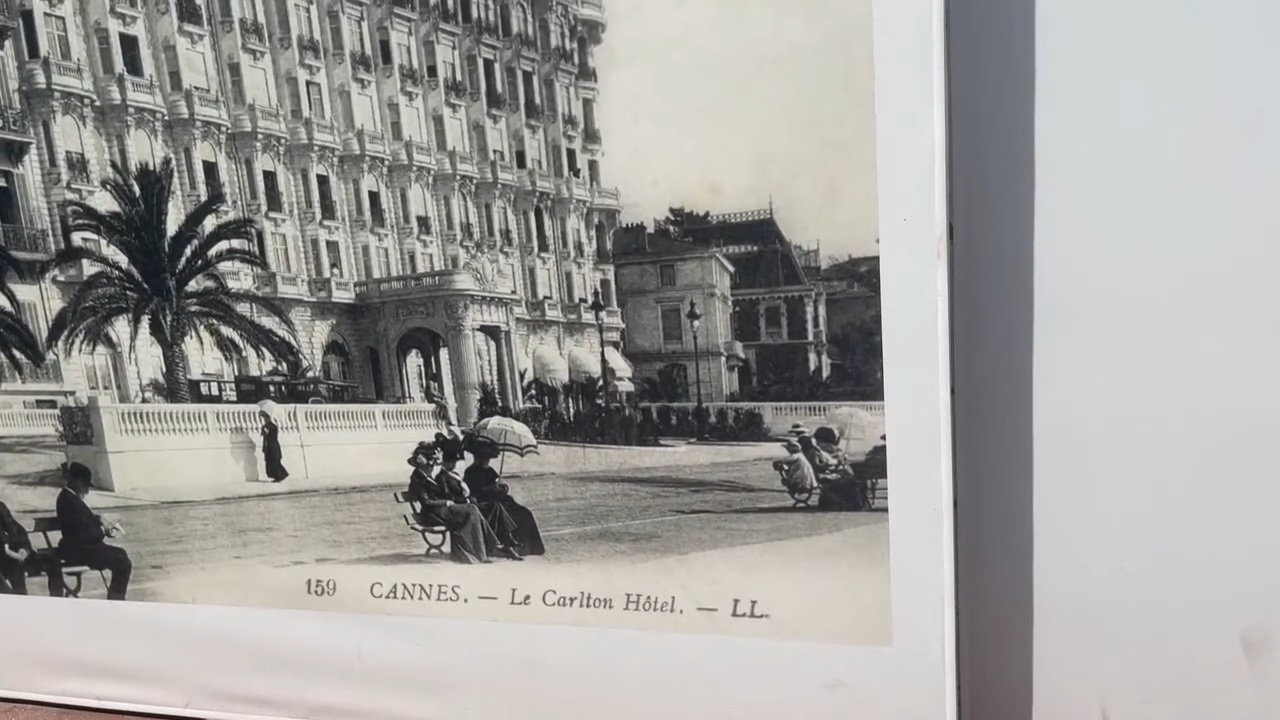 159 CANNES. — Le Carlton Hôtel. — LL.